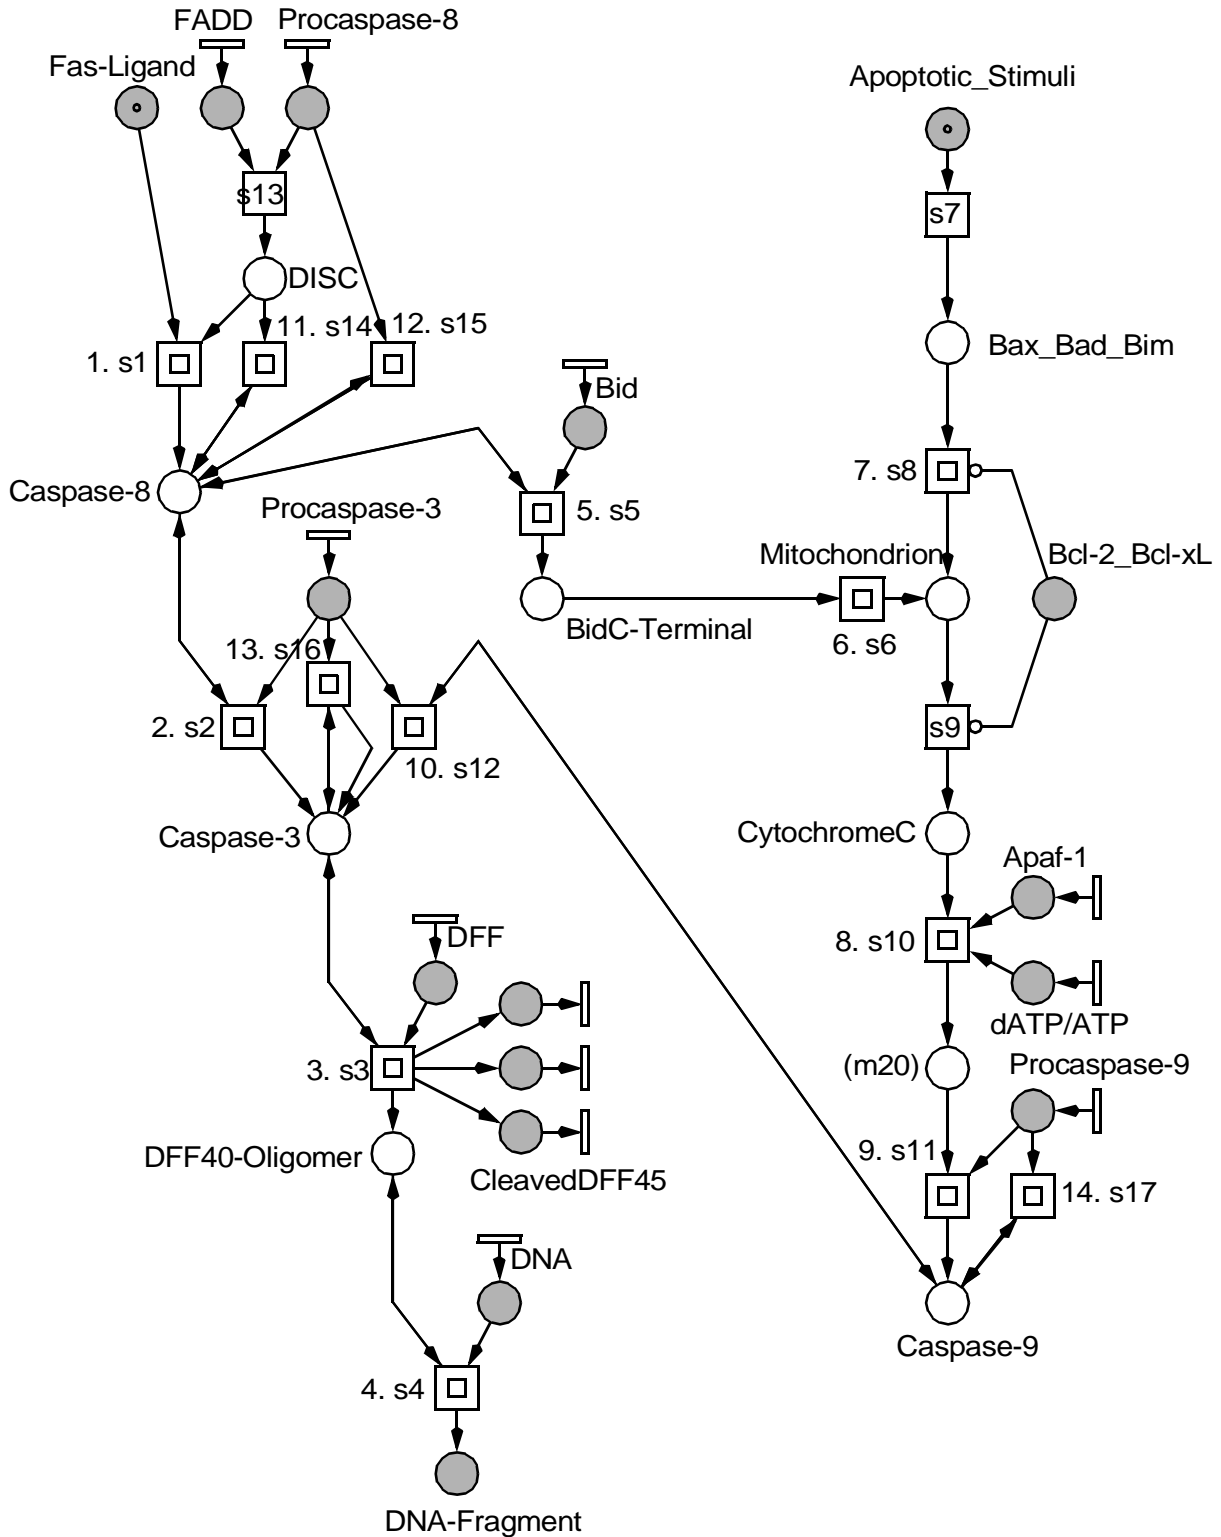 FADD
Procaspase-8
Fas-Ligand
Apoptotic_Stimuli
s13
s7
DISC
11. s14
12. s15
1. s1
Bax_Bad_Bim
Bid
Caspase-8
7. s8
Procaspase-3
5. s5
Mitochondrion
Bcl-2_Bcl-xL
BidC-Terminal
13. s16
6. s6
2. s2
s9
10. s12
Caspase-3
CytochromeC
Apaf-1
DFF
8. s10
dATP/ATP
3. s3
(m20)
Procaspase-9
DFF40-Oligomer
9. s11
CleavedDFF45
14. s17
DNA
Caspase-9
4. s4
DNA-Fragment